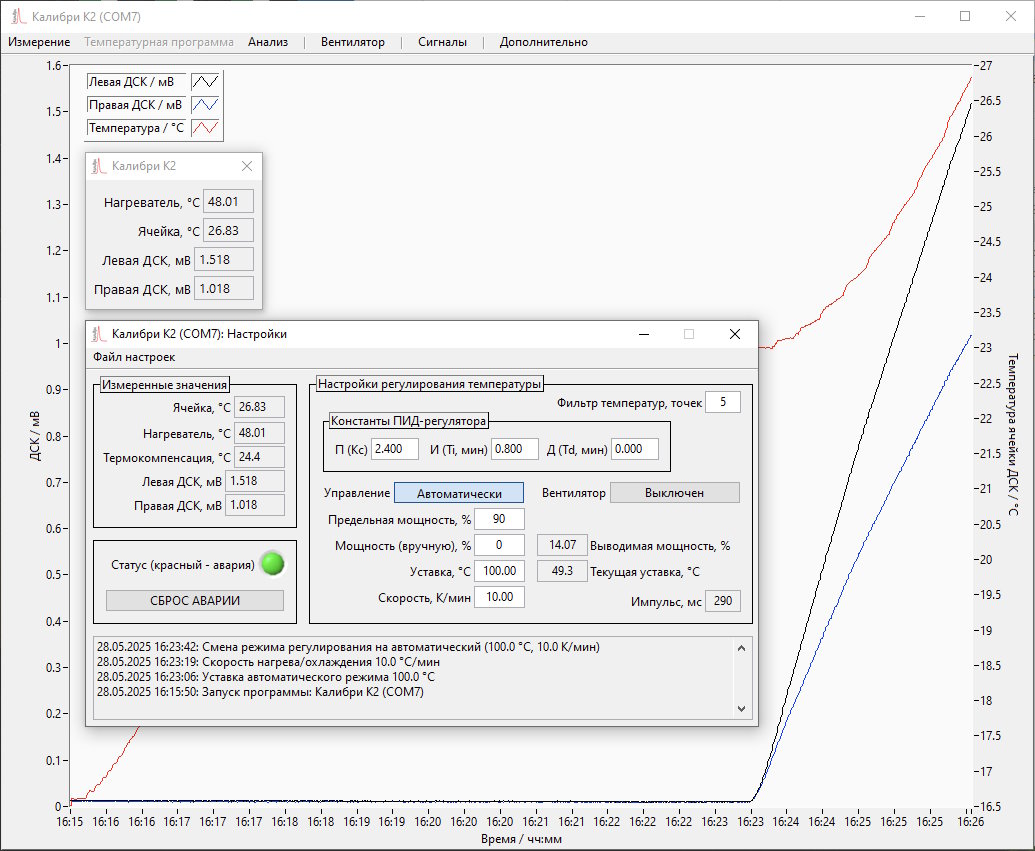 Калибри К2 (COM7)
Измерение Температурная программа Анализ Вентилятор Сигналы Дополнительно
Левая ДСК / мВ
Правая ДСК / мВ
Температура / °C
Калибри К2
Нагреватель, °C 48.01
Ячейка, °C 26.83
Левая ДСК, мВ 1.518
Правая ДСК, мВ 1.018
Калибри К2 (COM7): Настройки
Файл настроек
Измеренные значения
Ячейка, °C 26.83
Нагреватель, °C 48.01
Термокомпенсация, °C 24.4
Левая ДСК, мВ 1.518
Правая ДСК, мВ 1.018
Статус (красный - авария)
СБРОС АВАРИИ
Настройки регулирования температуры
Фильтр температур, точек 5
Константы ПИД-регулятора
П (Kc) 2.400 И (Ti, мин) 0.800 Д (Td, мин) 0.000
Управление Автоматически Вентилятор Выключен
Предельная мощность, % 90
Мощность (вручную), % 0 14.07 Выводимая мощность, %
Уставка, °C 100.00 49.3 Текущая уставка, °C
Скорость, К/мин 10.00 Импульс, мс 290
28.05.2025 16:23:42: Смена режима регулирования на автоматический (100.0 °C, 10.0 К/мин)
28.05.2025 16:23:19: Скорость нагрева/охлаждения 10.0 °C/мин
28.05.2025 16:23:06: Уставка автоматического режима 100.0 °C
28.05.2025 16:15:50: Запуск программы: Калибри К2 (COM7)
ДСК / мВ
1.6
1.5
1.4
1.3
1.2
1.1
1
0.9
0.8
0.7
0.6
0.5
0.4
0.3
0.2
0.1
0
27
26.5
26
25.5
25
24.5
24
23.5
23
22.5
22
21.5
21
20.5
20
19.5
19
18.5
18
17.5
17
16.5
Температура ячейки ДСК / °C
16:15 16:16 16:16 16:17 16:17 16:18 16:18 16:18 16:19 16:19 16:20 16:20 16:20 16:21 16:21 16:22 16:22 16:22 16:23 16:23 16:24 16:24 16:25 16:25 16:25 16:26
Время / чч:мм